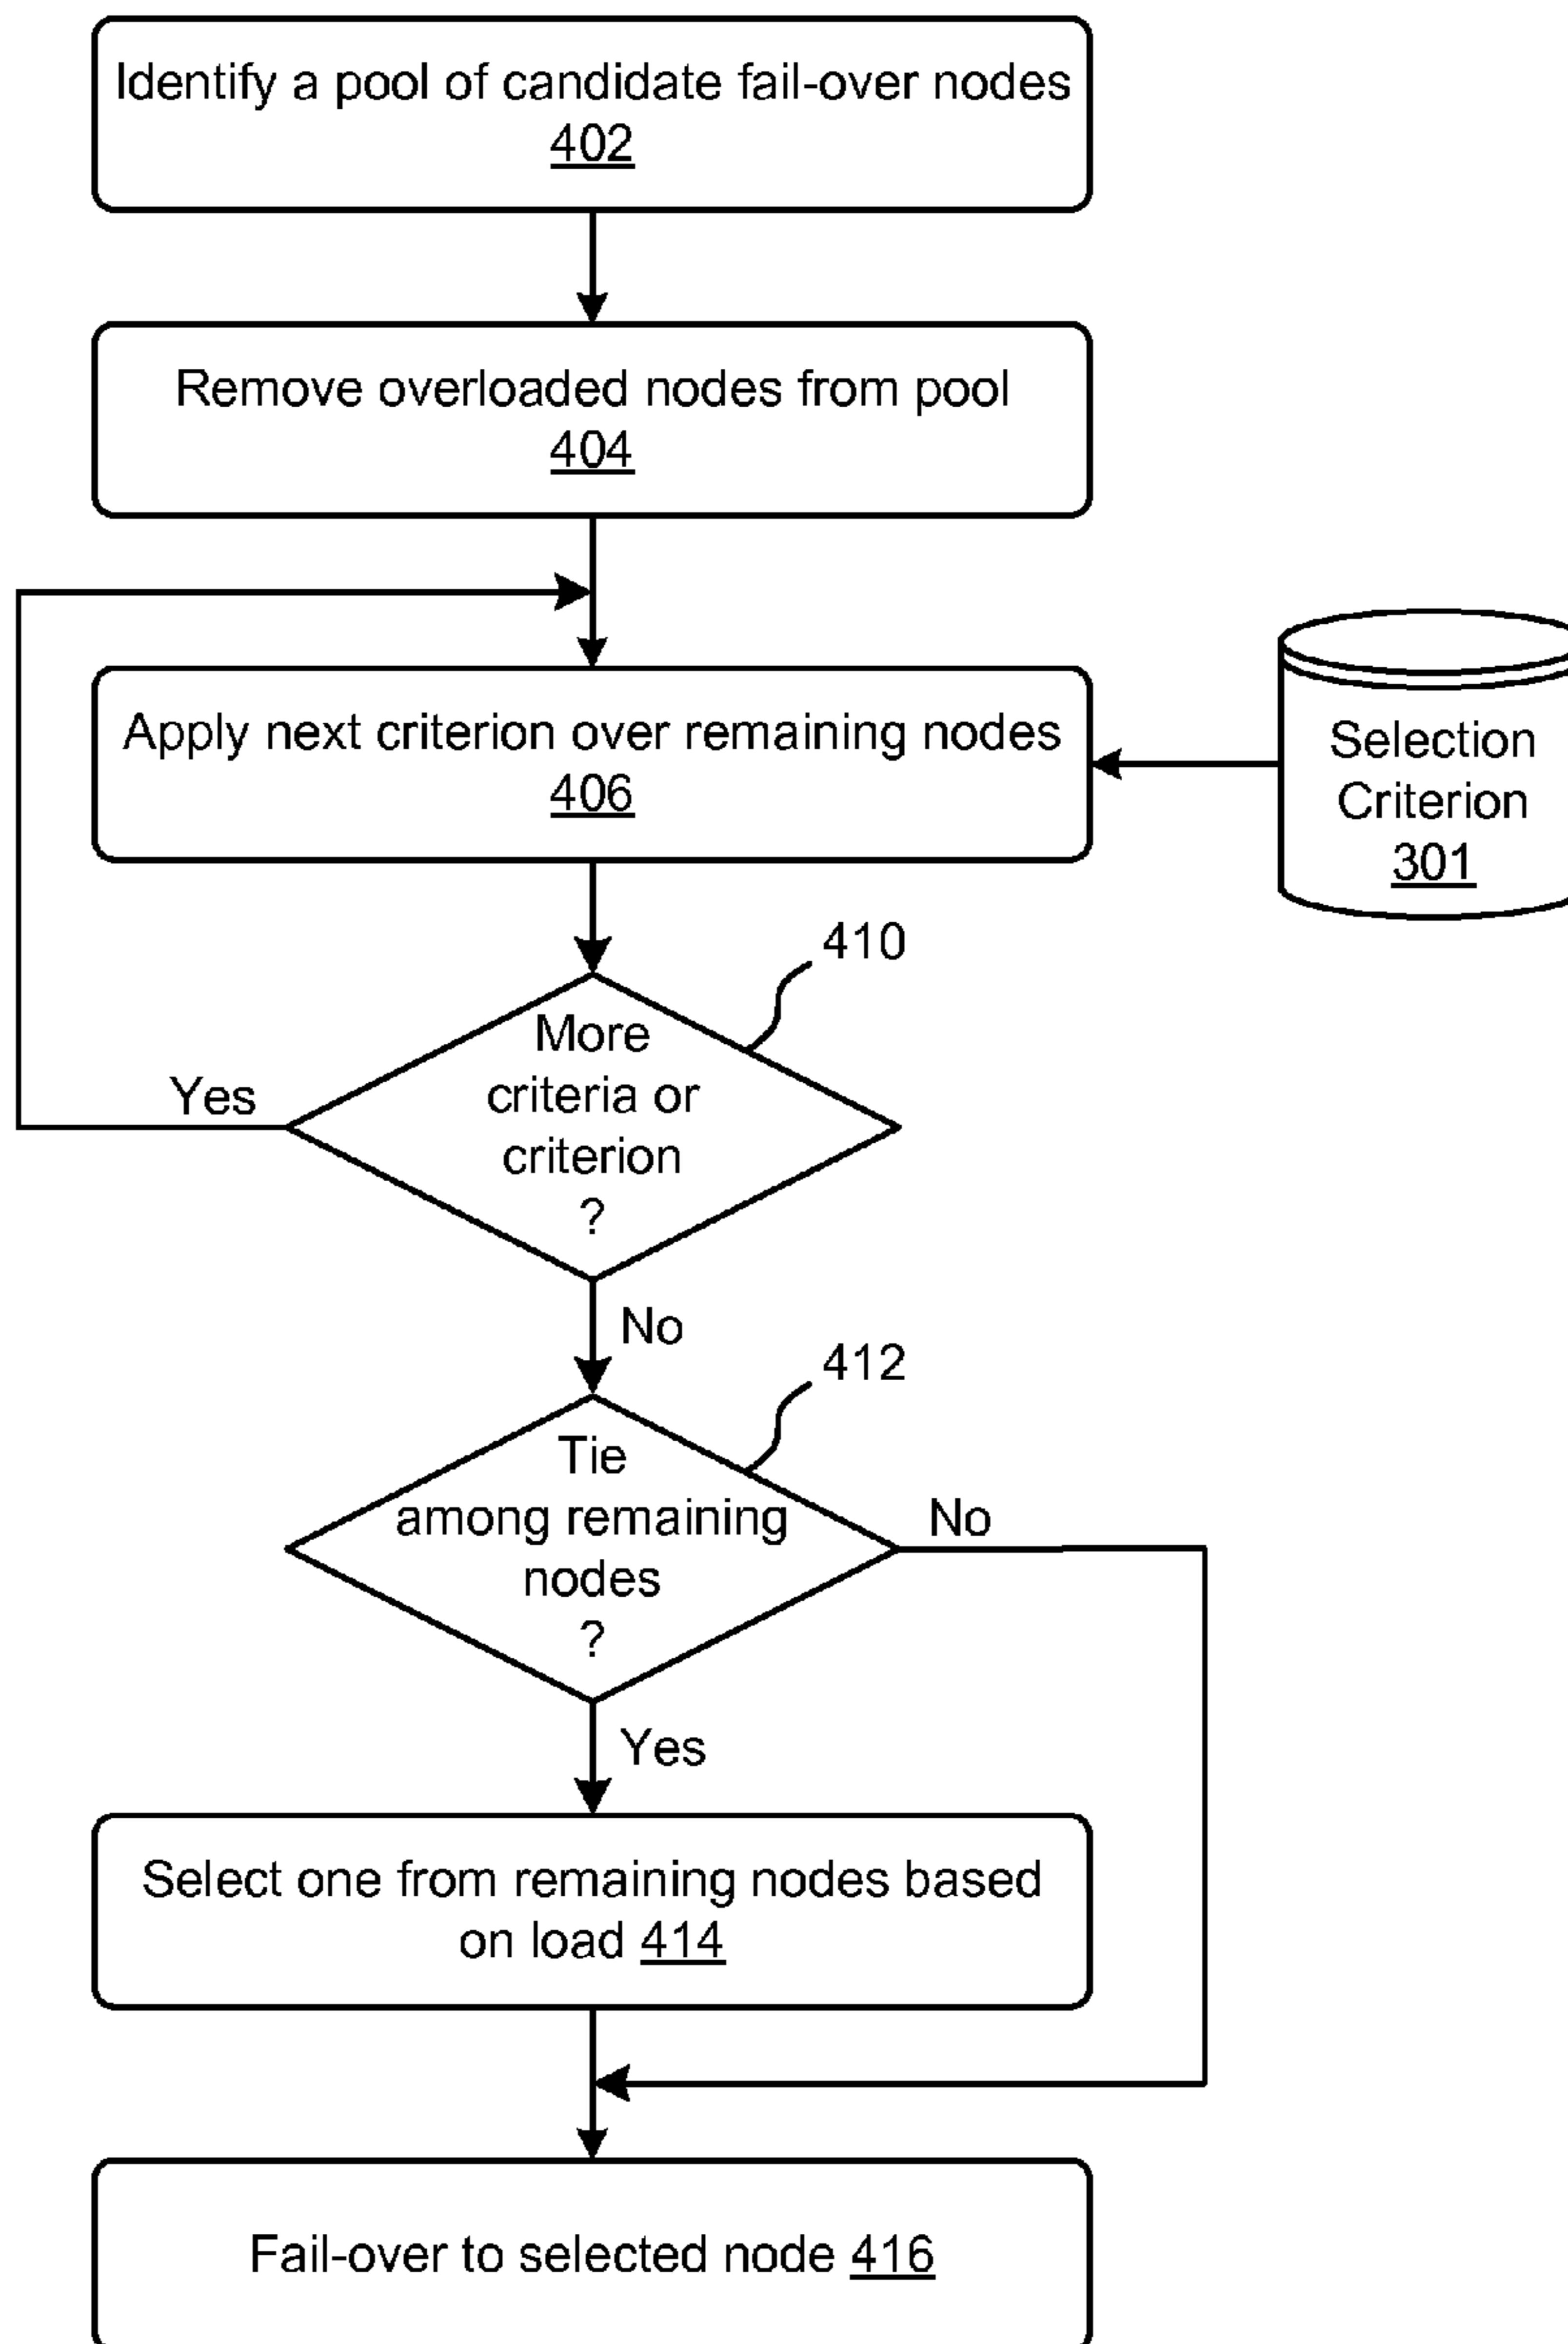 Identify a pool of candidate fail-over nodes
402
Remove overloaded nodes from pool
404
Apply next criterion over remaining nodes
406
Selection
Criterion
301
410
More
criteria or
criterion
?
Yes
No
412
Tie
among remaining
nodes
?
No
Yes
Select one from remaining nodes based
on load 414
Fail-over to selected node 416